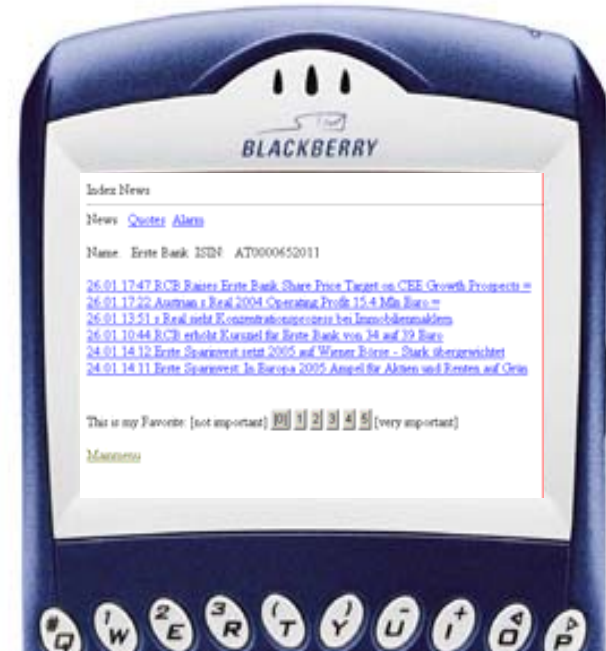 BLACKBERRY
Index News
News Quotes Alarm
Name: Erste Bank ISIN: AT0000652011
26.01 17:47 RCB Raises Erste Bank Share Price Target on CEE Growth Prospects =
26.01 17:22 Austrian s Real 2004 Operating Profit 15.4 Mln Euro =
26.01 13:51 s Real sieht Konzentrationsprozess bei Immobilienmaklern
26.01 10:44 RCB erhöht Kursziel für Erste Bank von 34 auf 39 Euro
24.01 14:12 Erste Sparinvest setzt 2005 auf Wiener Börse - Stark übergewichtet
24.01 14:11 Erste Sparinvest: In Europa 2005 Ampel für Aktien und Renten auf Grün
This is my Favorite: [not important] [0] 1 2 3 4 5 [very important]
Mainmenu
# Q 1 W 2 E 3 R ( T ) Y - U + I O P